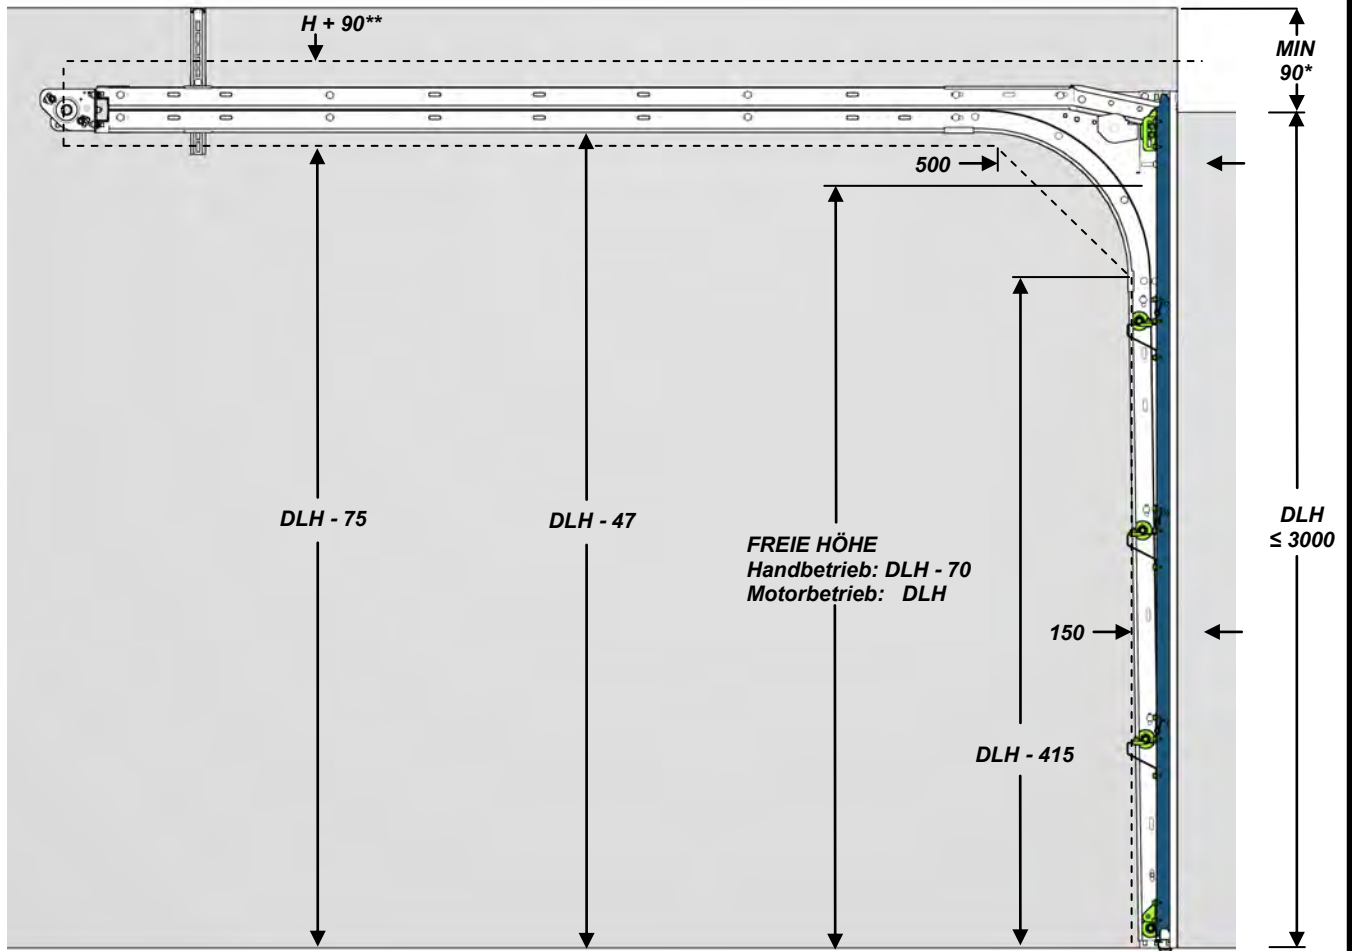 H + 90**
MIN
90*
500
DLH - 75
DLH - 47
FREIE HÖHE
Handbetrieb: DLH - 70
Motorbetrieb: DLH
DLH
≤ 3000
150
DLH - 415